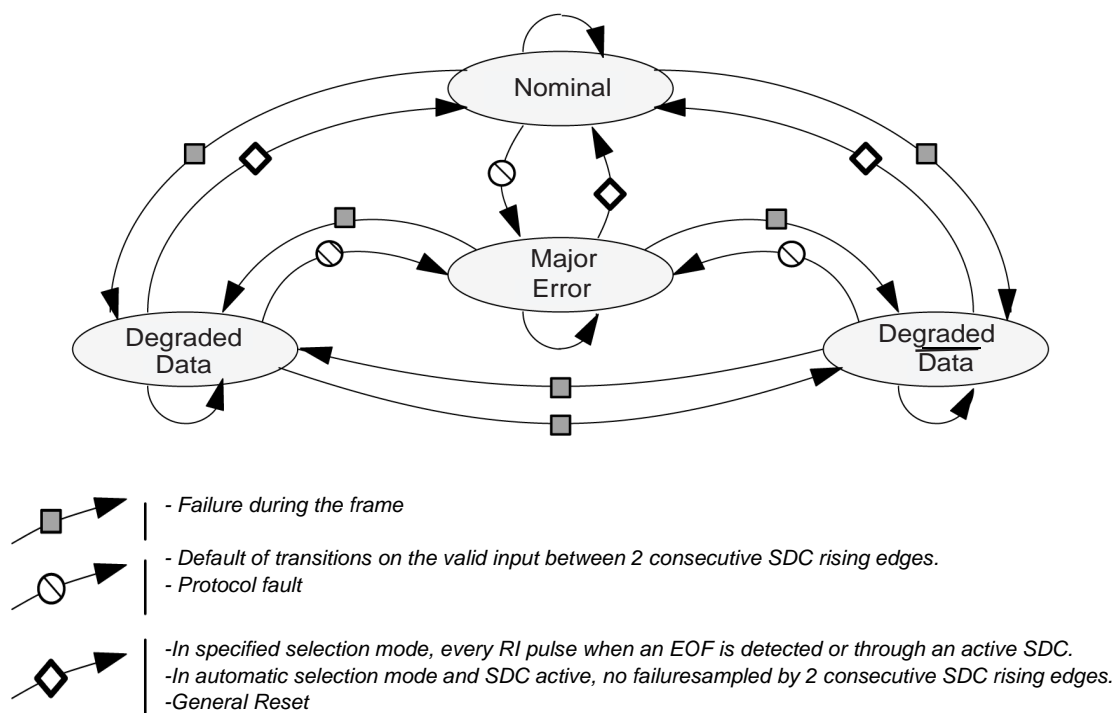 Nominal
Major
Error
Degraded
Data
Degraded
Data
- Failure during the frame
- Default of transitions on the valid input between 2 consecutive SDC rising edges.
- Protocol fault
-In specified selection mode, every RI pulse when an EOF is detected or through an active SDC.
-In automatic selection mode and SDC active, no failuresampled by 2 consecutive SDC rising edges.
-General Reset